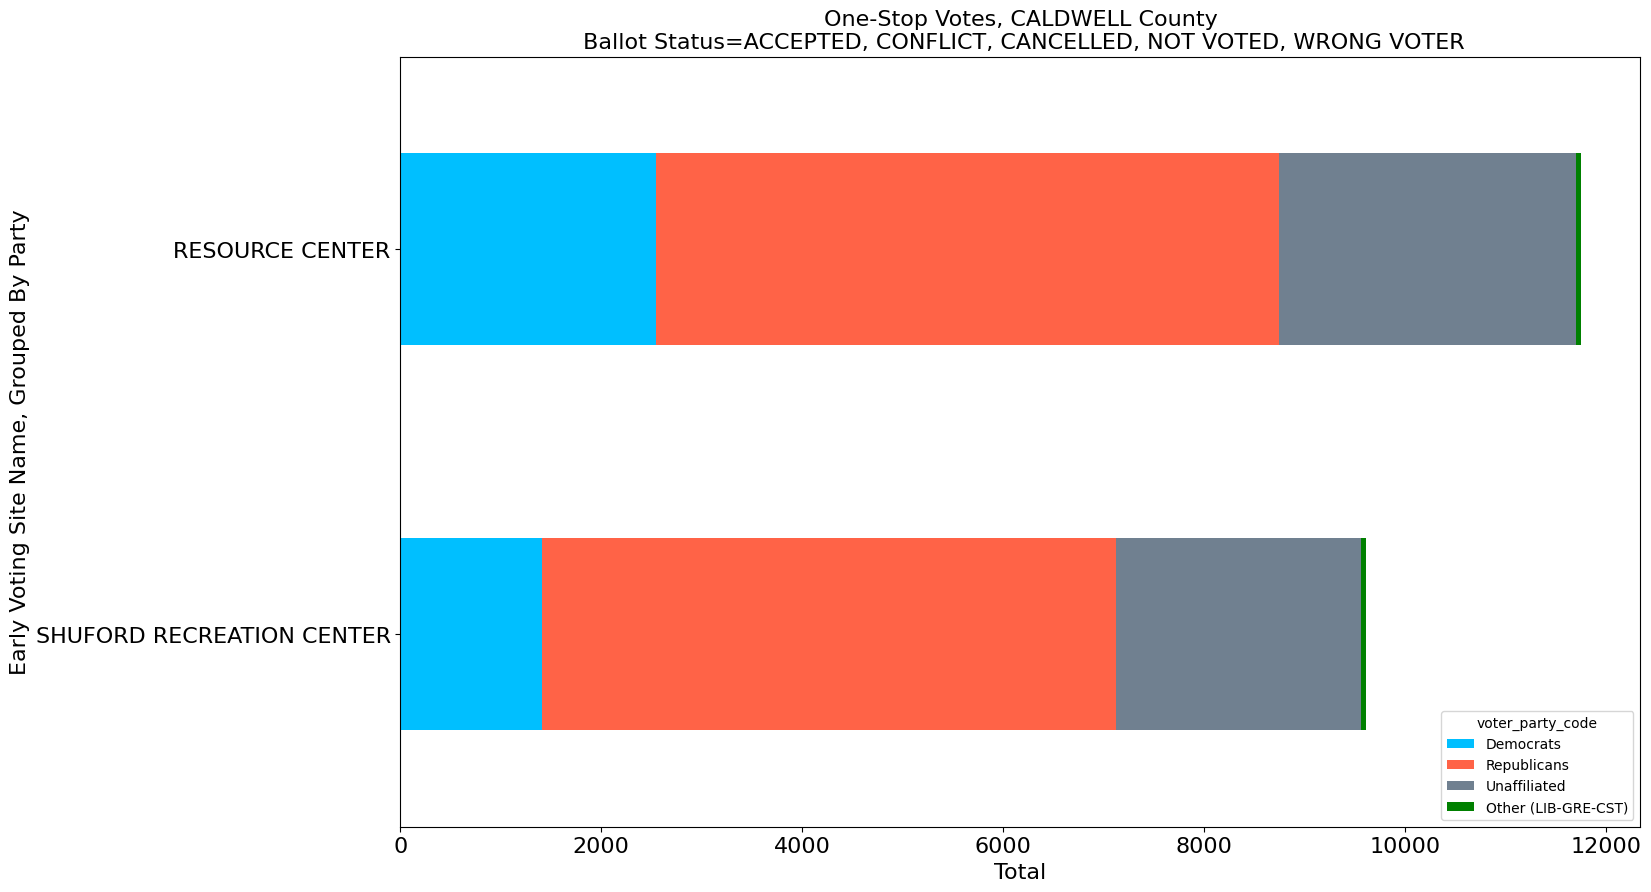 One-Stop Votes, CALDWELL County
Ballot Status=ACCEPTED, CONFLICT, CANCELLED, NOT VOTED, WRONG VOTER
Early Voting Site Name, Grouped By Party
RESOURCE CENTER
SHUFORD RECREATION CENTER
voter_party_code
Democrats
Republicans
Unaffiliated
Other (LIB-GRE-CST)
0 2000 4000 6000 8000 10000 12000
Total